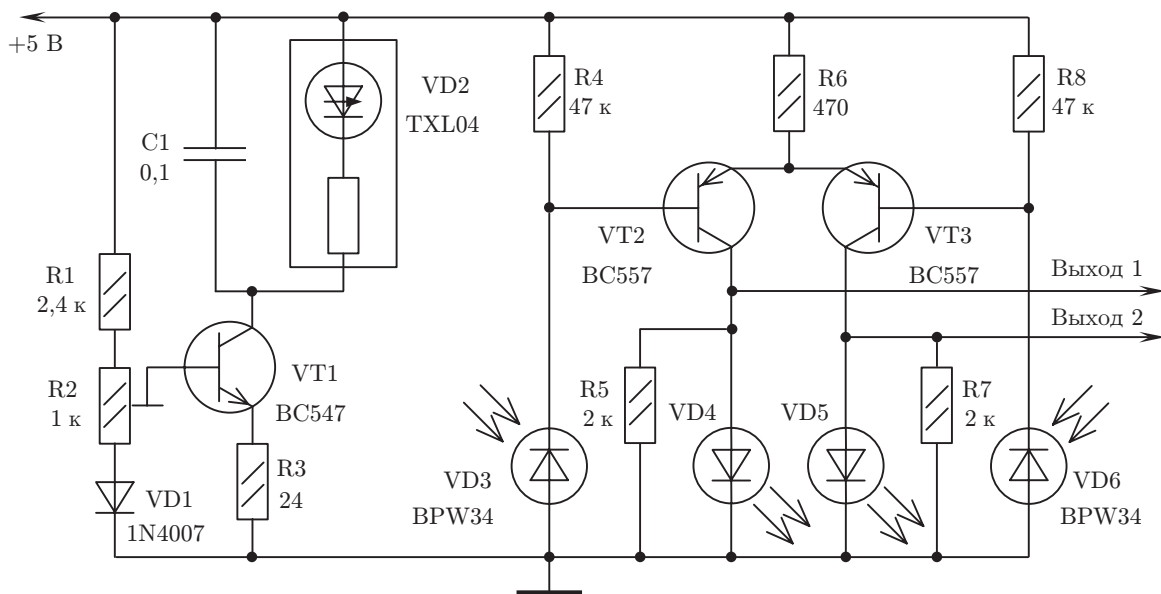 +5 В
C1
0,1
VD2
TXL04
R4
47 к
R6
470
R8
47 к
VT2
BC557
VT3
BC557
Выход 1
Выход 2
R1
2,4 к
R2
1 к
VT1
BC547
R3
24
VD1
1N4007
VD3
BPW34
R5
2 к
VD4
VD5
R7
2 к
VD6
BPW34